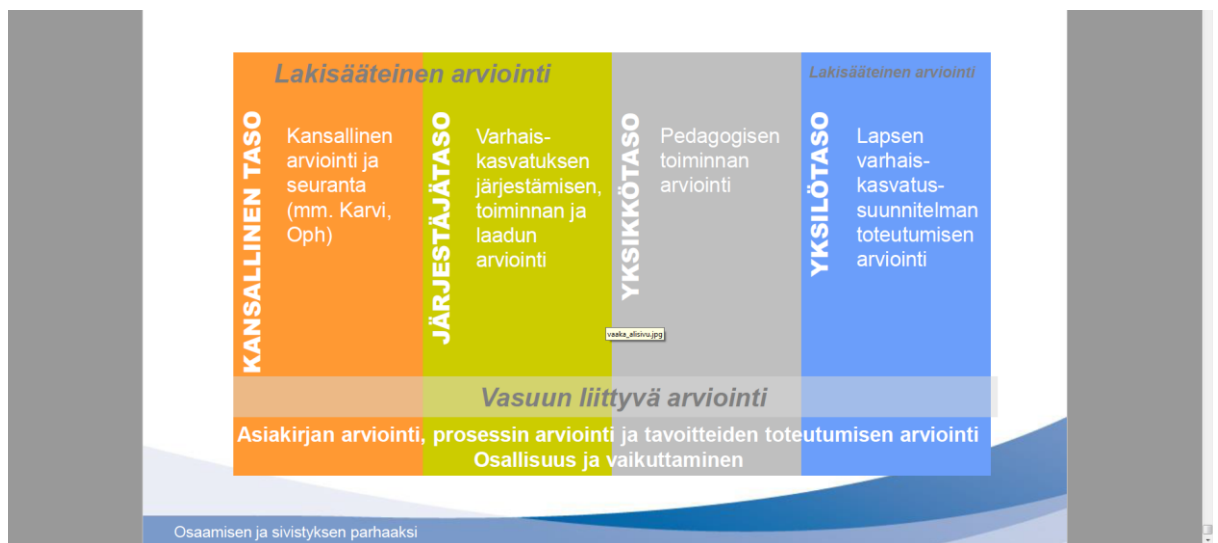 Lakisääteinen arviointi
Lakisääteinen arviointi
KANSALLINEN TASO
Kansallinen
arviointi ja
seuranta
(mm. Karvi,
Oph)
JÄRJESTÄJÄTASO
Varhais-
kasvatuksen
järjestämisen,
toiminnan ja
laadun
arviointi
YKSIKKÖTASO
Pedagogisen
toiminnan
arviointi
YKSILÖTASO
Lapsen
varhais-
kasvatus-
suunnitelman
toteutumisen
arviointi
vaaka_alisivu.jpg
Vasuun liittyvä arviointi
Asiakirjan arviointi, prosessin arviointi ja tavoitteiden toteutumisen arviointi
Osallisuus ja vaikuttaminen
Osaamisen ja sivistyksen parhaaksi